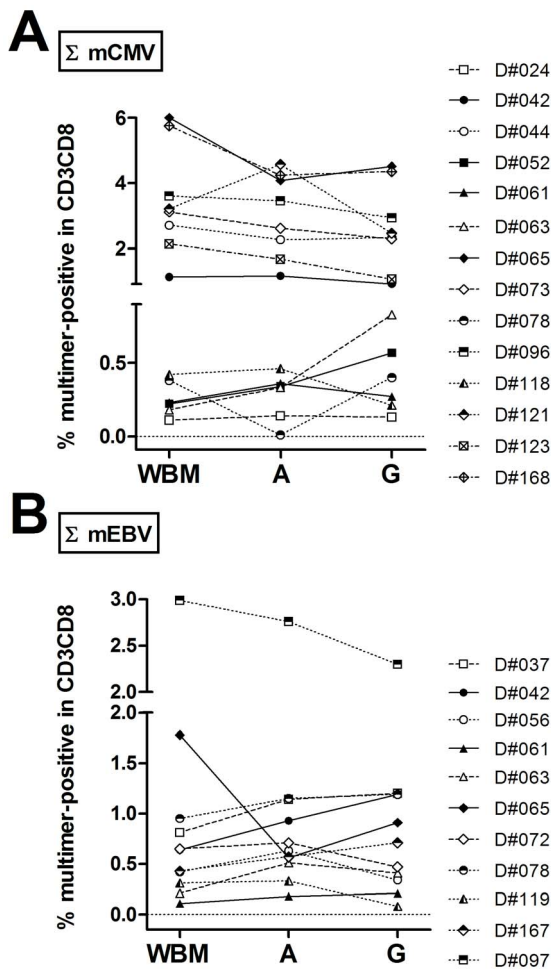 A
Σ mCMV
% multimer-positive in CD3CD8
6
4
2
0.5
0.0
WBM A G
D#024
D#042
D#044
D#052
D#061
D#063
D#065
D#073
D#078
D#096
D#118
D#121
D#123
D#168
B
Σ mEBV
% multimer-positive in CD3CD8
3.0
2.5
2.0
2.0
1.5
1.0
0.5
0.0
WBM A G
D#037
D#042
D#056
D#061
D#063
D#065
D#072
D#078
D#119
D#167
D#097